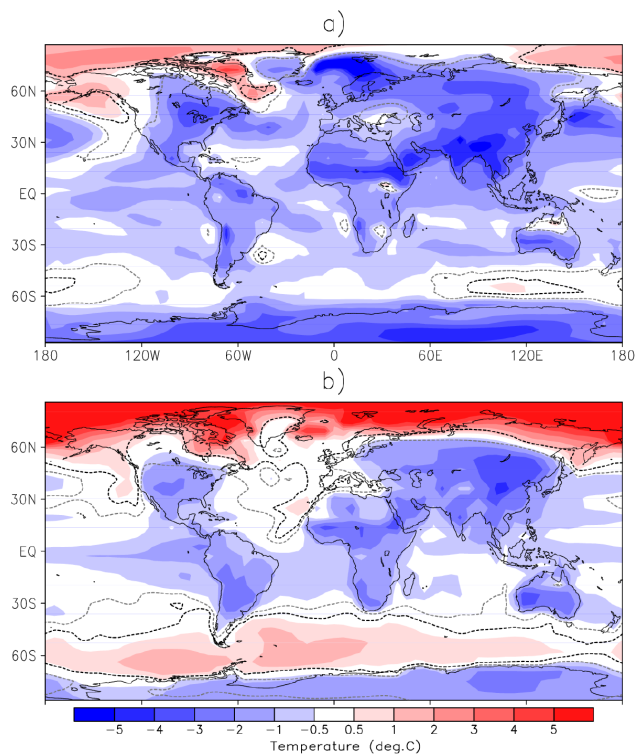 a)
60N
30N
EQ
30S
60S
180 120W 60W 0 60E 120E 180
b)
60N
30N
EQ
30S
60S
-5 -4 -3 -2 -1 -0.5 0.5 1 2 3 4 5
Temperature (deg.C)